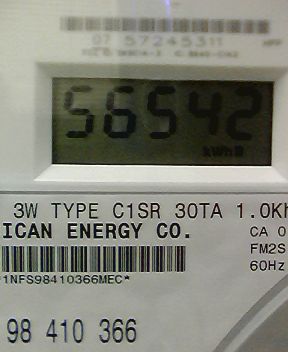 07 57245311
56542
kWh
3W TYPE C1SR 30TA 1.0Kh
ICAN ENERGY CO.
CA 0
FM2S
60Hz
*1NFS98410366MEC*
98 410 366